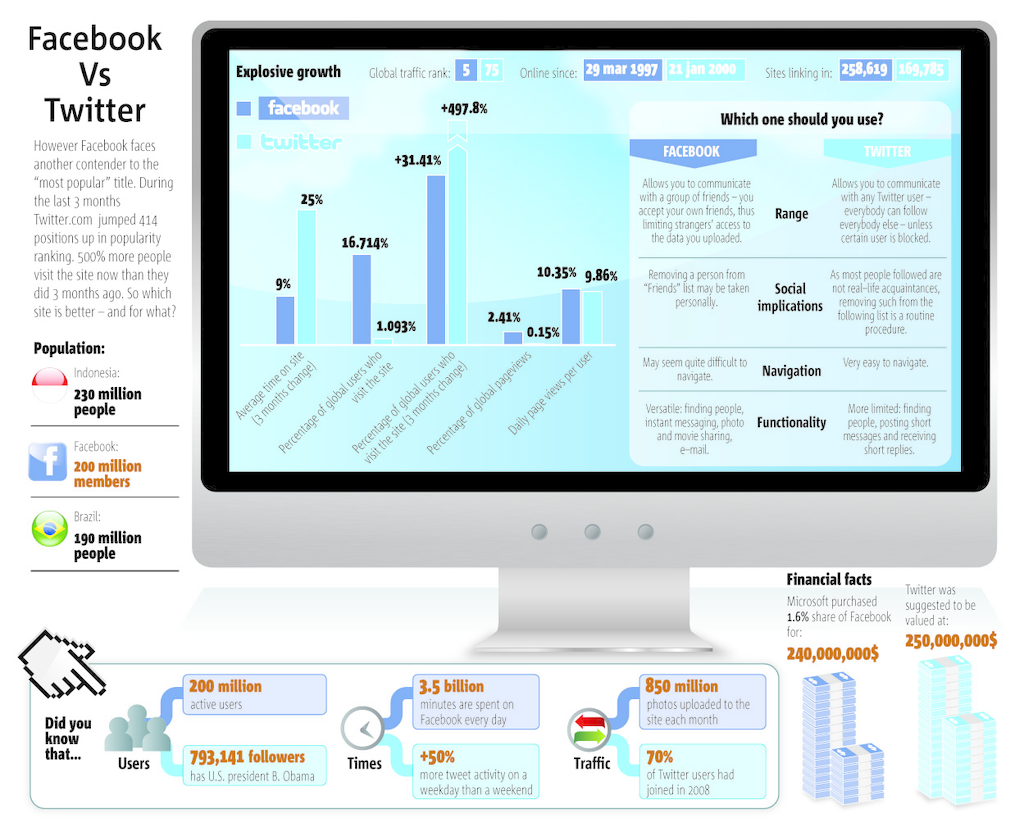 Facebook
Vs
Twitter
However Facebook faces
another contender to the
“most popular” title. During
the last 3 months
Twitter.com jumped 414
positions up in popularity
ranking. 500% more people
visit the site now than they
did 3 months ago. So which
site is better – and for what?
Population:
Indonesia:
230 million
people
Facebook:
200 million
members
Brazil:
190 million
people
Explosive growth
Global traffic rank: 5 75
Online since: 29 mar 1997 21 jan 2000
Sites linking in: 258,619 169,785
facebook
twitter
9%
25%
16.714%
1.093%
+31.41%
+497.8%
2.41%
0.15%
10.35%
9.86%
Average time on site
(3 months change)
Percentage of global users who
visit the site
Percentage of global users who
visit the site (3 months change)
Percentage of global pageviews
Daily page views per user
Which one should you use?
FACEBOOK
TWITTER
Allows you to communicate
with a group of friends – you
accept your own friends, thus
limiting strangers' access to
the data you uploaded.
Range
Allows you to communicate
with any Twitter user –
everybody can follow
everybody else – unless
certain user is blocked.
Removing a person from
“Friends” list may be taken
personally.
Social
implications
As most people followed are
not real-life acquaintances,
removing such from the
following list is a routine
procedure.
May seem quite difficult to
navigate.
Navigation
Very easy to navigate.
Versatile: finding people,
instant messaging, photo
and movie sharing,
e-mail.
Functionality
More limited: finding
people, posting short
messages and receiving
short replies.
Financial facts
Microsoft purchased
1.6% share of Facebook
for:
240,000,000$
Twitter was
suggested to be
valued at:
250,000,000$
Did you
know
that...
Users
200 million
active users
793,141 followers
has U.S. president B. Obama
Times
3.5 billion
minutes are spent on
Facebook every day
+50%
more tweet activity on a
weekday than a weekend
Traffic
850 million
photos uploaded to the
site each month
70%
of Twitter users had
joined in 2008